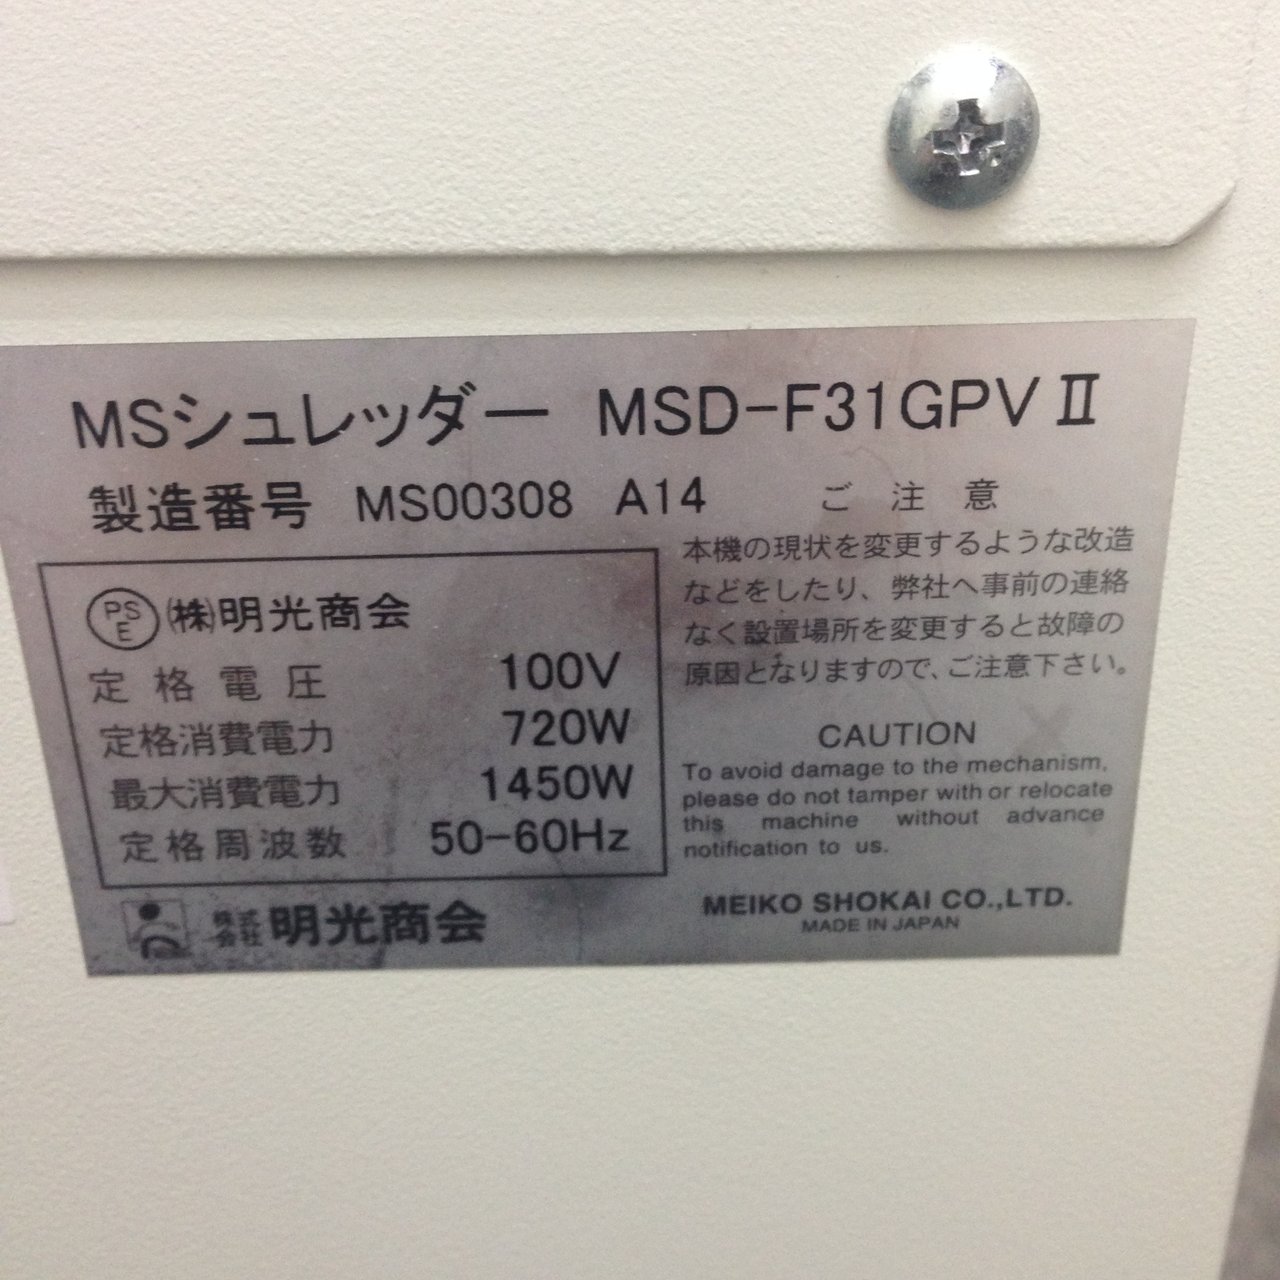 MSシュレッダー MSD-F31GPVⅡ
製造番号 MS00308 A14
PS
E
(株)明光商会
定格電圧 100V
定格消費電力 720W
最大消費電力 1450W
定格周波数 50-60Hz
株式会社 明光商会
ご注意
本機の現状を変更するような改造
などをしたり、弊社へ事前の連絡
なく設置場所を変更すると故障の
原因となりますので、ご注意下さい。
CAUTION
To avoid damage to the mechanism,
please do not tamper with or relocate
this machine without advance
notification to us.
MEIKO SHOKAI CO.,LTD.
MADE IN JAPAN